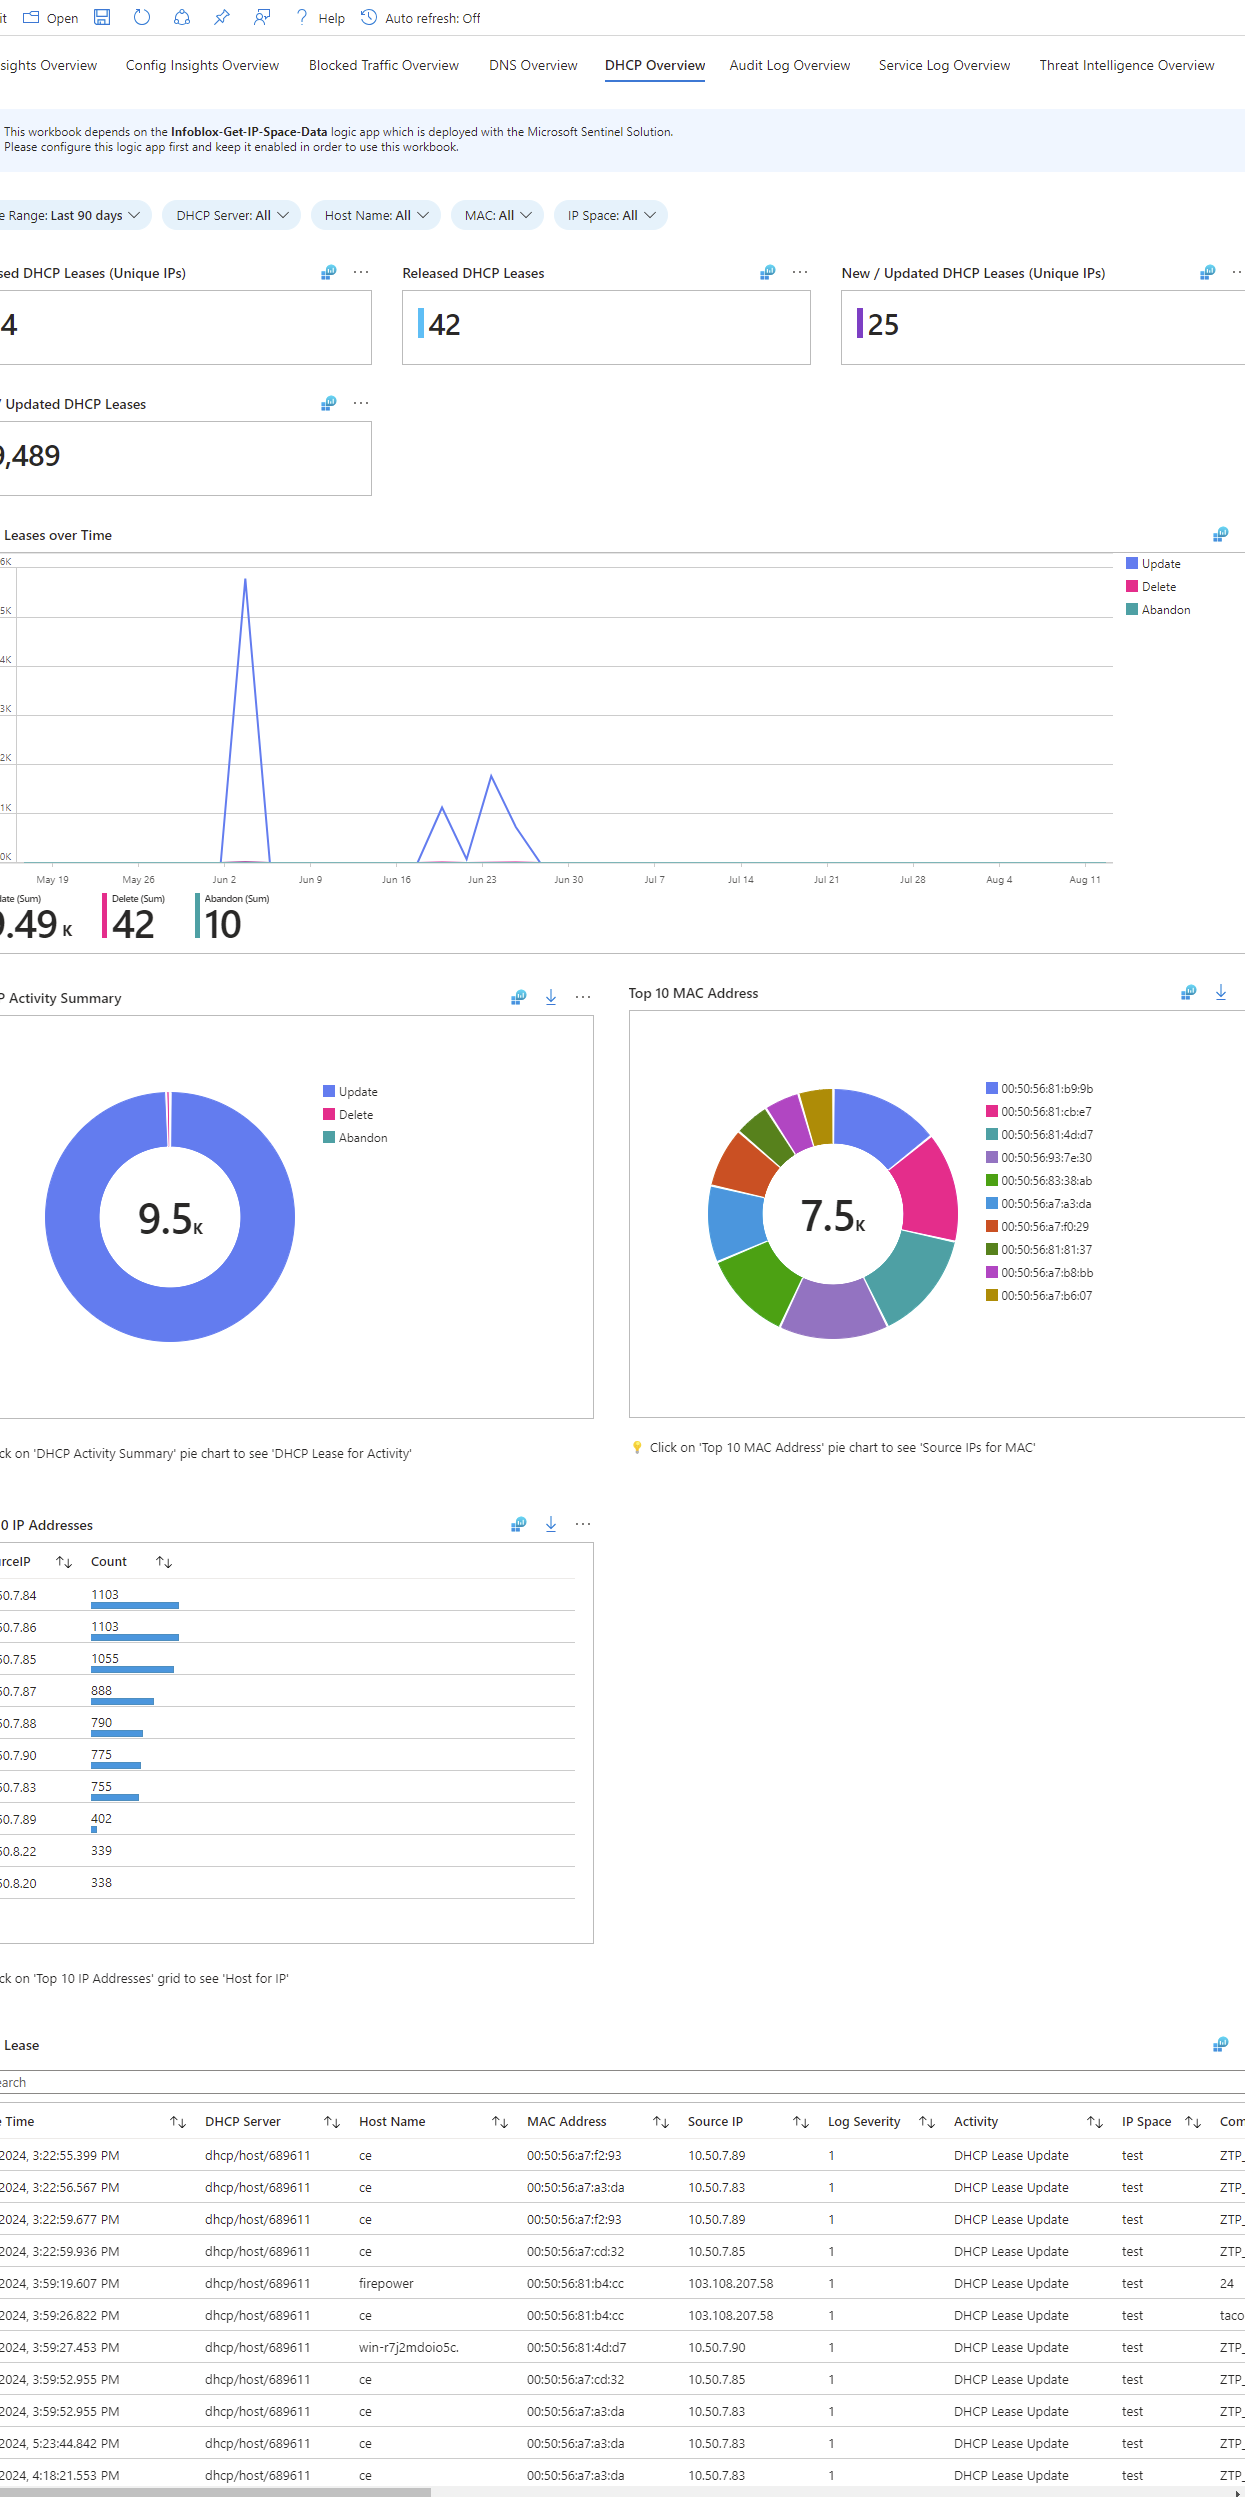 it Open Help Auto refresh: Off
sights Overview Config Insights Overview Blocked Traffic Overview DNS Overview DHCP Overview Audit Log Overview Service Log Overview Threat Intelligence Overview
This workbook depends on the Infoblox-Get-IP-Space-Data logic app which is deployed with the Microsoft Sentinel Solution.
Please configure this logic app first and keep it enabled in order to use this workbook.
e Range: Last 90 days DHCP Server: All Host Name: All MAC: All IP Space: All
sed DHCP Leases (Unique IPs) Released DHCP Leases New / Updated DHCP Leases (Unique IPs)
4 42 25
/ Updated DHCP Leases
9,489
Leases over Time
6K
5K
4K
3K
2K
1K
0K
Update
Delete
Abandon
May 19 May 26 Jun 2 Jun 9 Jun 16 Jun 23 Jun 30 Jul 7 Jul 14 Jul 21 Jul 28 Aug 4 Aug 11
ate (Sum) Delete (Sum) Abandon (Sum)
9.49 K 42 10
P Activity Summary
Update
Delete
Abandon
9.5K
Top 10 MAC Address
00:50:56:81:b9:9b
00:50:56:81:cb:e7
00:50:56:81:4d:d7
00:50:56:93:7e:30
00:50:56:83:38:ab
00:50:56:a7:a3:da
00:50:56:a7:f0:29
00:50:56:81:81:37
00:50:56:a7:b8:bb
00:50:56:a7:b6:07
7.5K
ck on 'DHCP Activity Summary' pie chart to see 'DHCP Lease for Activity'
Click on 'Top 10 MAC Address' pie chart to see 'Source IPs for MAC'
0 IP Addresses
rceIP Count
50.7.84 1103
50.7.86 1103
50.7.85 1055
50.7.87 888
50.7.88 790
50.7.90 775
50.7.83 755
50.7.89 402
50.8.22 339
50.8.20 338
ck on 'Top 10 IP Addresses' grid to see 'Host for IP'
Lease
earch
e Time DHCP Server Host Name MAC Address Source IP Log Severity Activity IP Space Com
2024, 3:22:55.399 PM dhcp/host/689611 ce 00:50:56:a7:f2:93 10.50.7.89 1 DHCP Lease Update test ZTP_
2024, 3:22:56.567 PM dhcp/host/689611 ce 00:50:56:a7:a3:da 10.50.7.83 1 DHCP Lease Update test ZTP_
2024, 3:22:59.677 PM dhcp/host/689611 ce 00:50:56:a7:f2:93 10.50.7.89 1 DHCP Lease Update test ZTP_
2024, 3:22:59.936 PM dhcp/host/689611 ce 00:50:56:a7:cd:32 10.50.7.85 1 DHCP Lease Update test ZTP_
2024, 3:59:19.607 PM dhcp/host/689611 firepower 00:50:56:81:b4:cc 103.108.207.58 1 DHCP Lease Update test 24
2024, 3:59:26.822 PM dhcp/host/689611 ce 00:50:56:81:b4:cc 103.108.207.58 1 DHCP Lease Update test taco
2024, 3:59:27.453 PM dhcp/host/689611 win-r7j2mdoio5c. 00:50:56:81:4d:d7 10.50.7.90 1 DHCP Lease Update test ZTP_
2024, 3:59:52.955 PM dhcp/host/689611 ce 00:50:56:a7:cd:32 10.50.7.85 1 DHCP Lease Update test ZTP_
2024, 3:59:52.955 PM dhcp/host/689611 ce 00:50:56:a7:a3:da 10.50.7.83 1 DHCP Lease Update test ZTP_
2024, 5:23:44.842 PM dhcp/host/689611 ce 00:50:56:a7:a3:da 10.50.7.83 1 DHCP Lease Update test ZTP_
2024, 4:18:21.553 PM dhcp/host/689611 ce 00:50:56:a7:a3:da 10.50.7.83 1 DHCP Lease Update test ZTP_